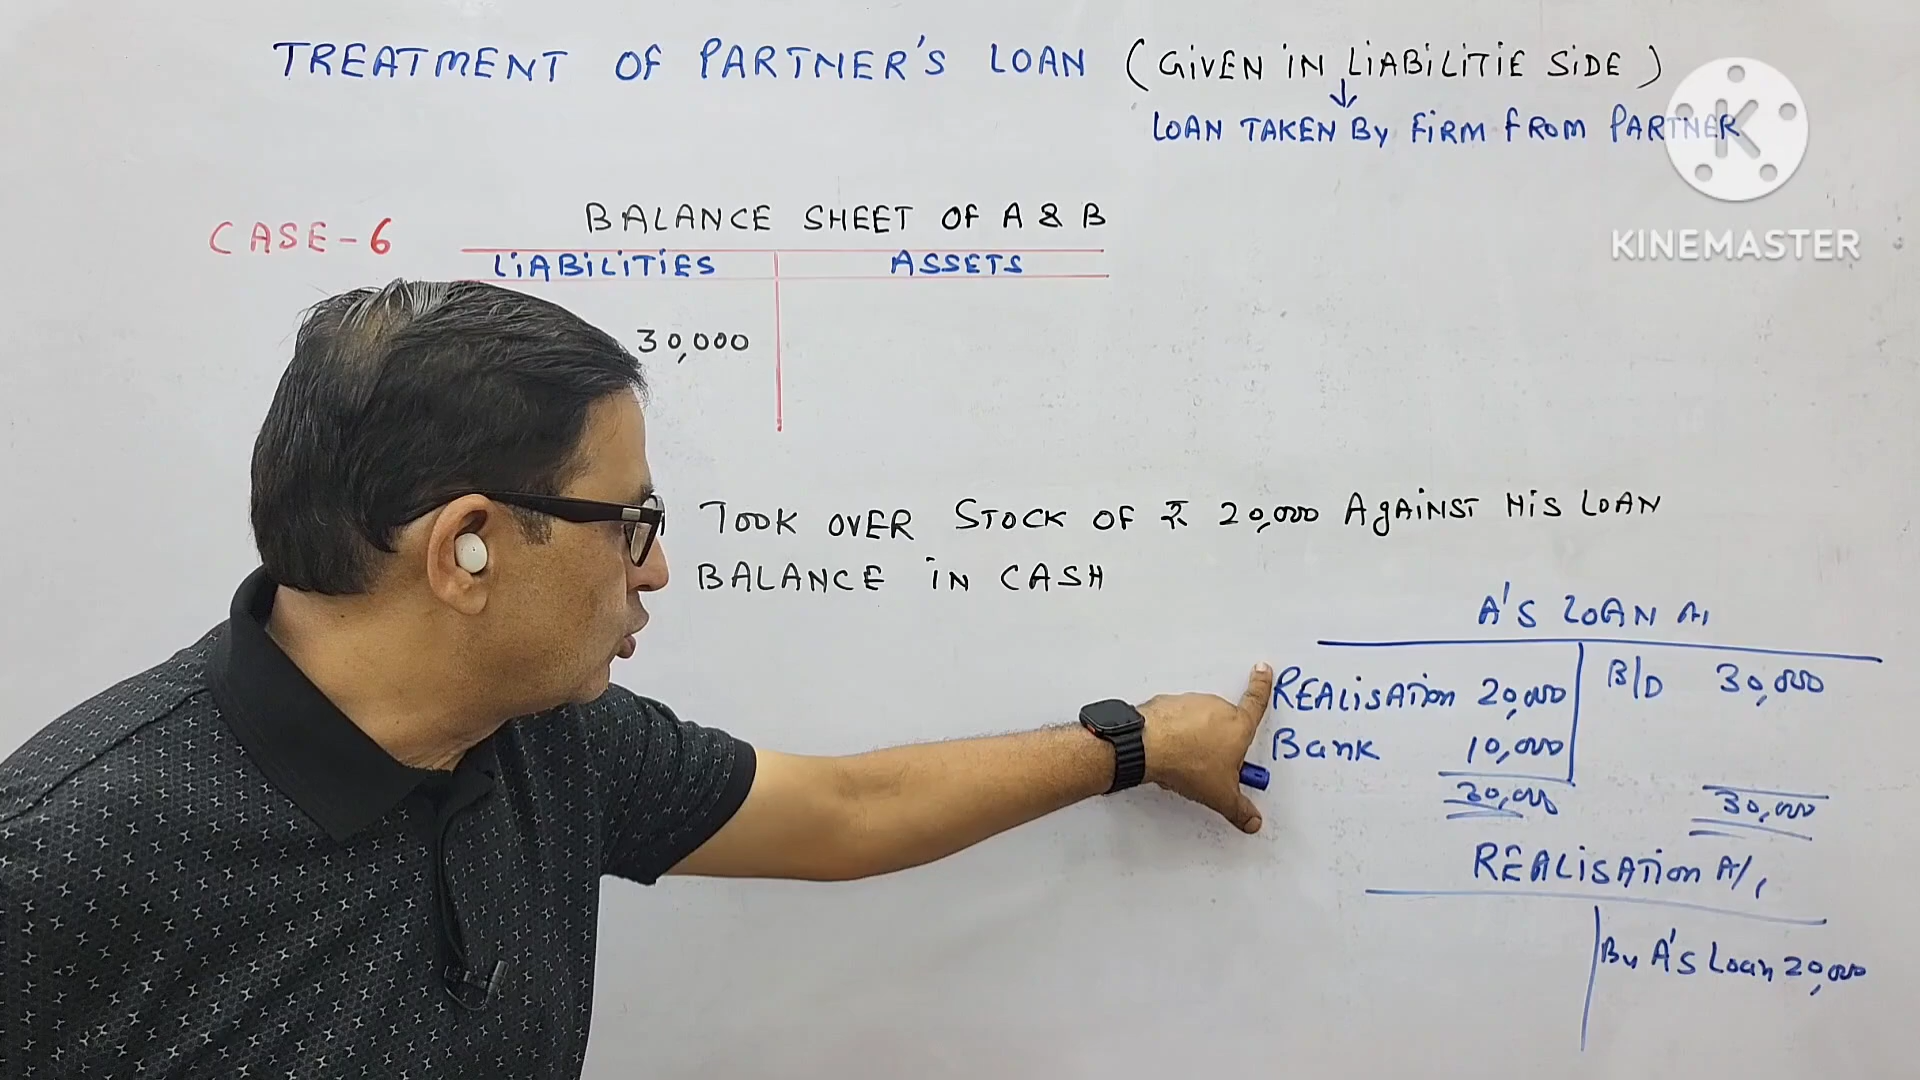 TREATMENT OF PARTNER'S LOAN (GIVEN IN LIABILITIE SIDE)
LOAN TAKEN By FIRM FROM PARTNER
KINEMASTER
CASE-6
BALANCE SHEET OF A & B
LIABILITIES ASSETS
30,000
TOOK OVER STOCK OF ₹ 20,000 AgAINST HIS LOAN
BALANCE IN CASH
A'S LOAN A/
REALISATION 20,000 B/D 30,000
Bank 10,000
30,000 30,000
REALISATION A/,
By A's Loan 20,000